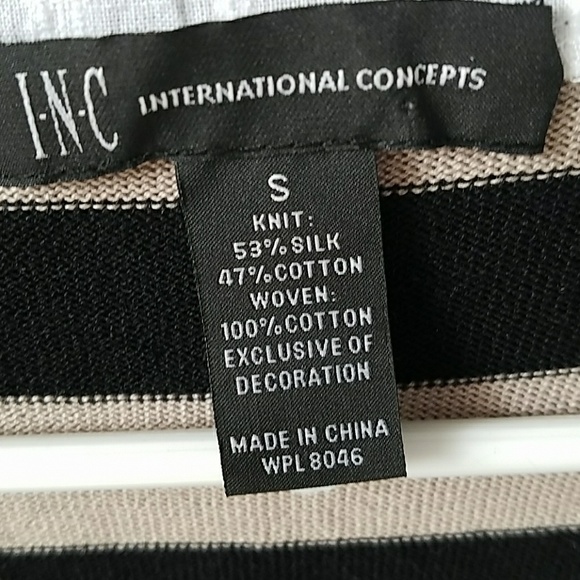 I·N·C INTERNATIONAL CONCEPTS
S
KNIT:
53% SILK
47% COTTON
WOVEN:
100% COTTON
EXCLUSIVE OF
DECORATION
MADE IN CHINA
WPL 8046